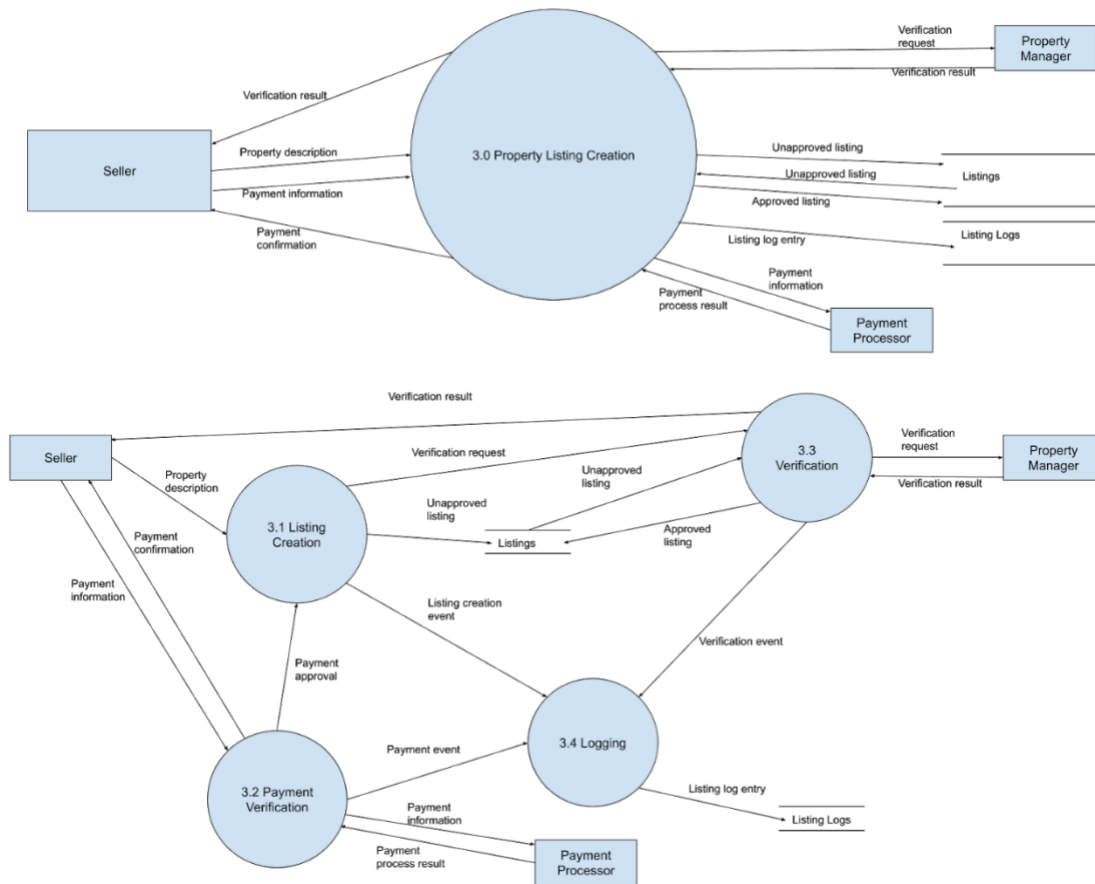 Verification
request
Property
Manager
Verification result
Verification result
Seller
Property description
Payment information
Payment
confirmation
3.0 Property Listing Creation
Unapproved listing
Unapproved listing
Approved listing
Listings
Listing log entry
Listing Logs
Payment
information
Payment
process result
Payment
Processor
Verification result
Seller
Property
description
Verification request
3.3
Verification
Verification
request
Property
Manager
Verification result
Unapproved
listing
Unapproved
listing
3.1 Listing
Creation
Listings
Approved
listing
Payment
confirmation
Payment
information
Listing creation
event
Verification event
Payment
approval
3.4 Logging
Payment event
3.2 Payment
Verification
Listing log entry
Listing Logs
Payment
information
Payment
process result
Payment
Processor